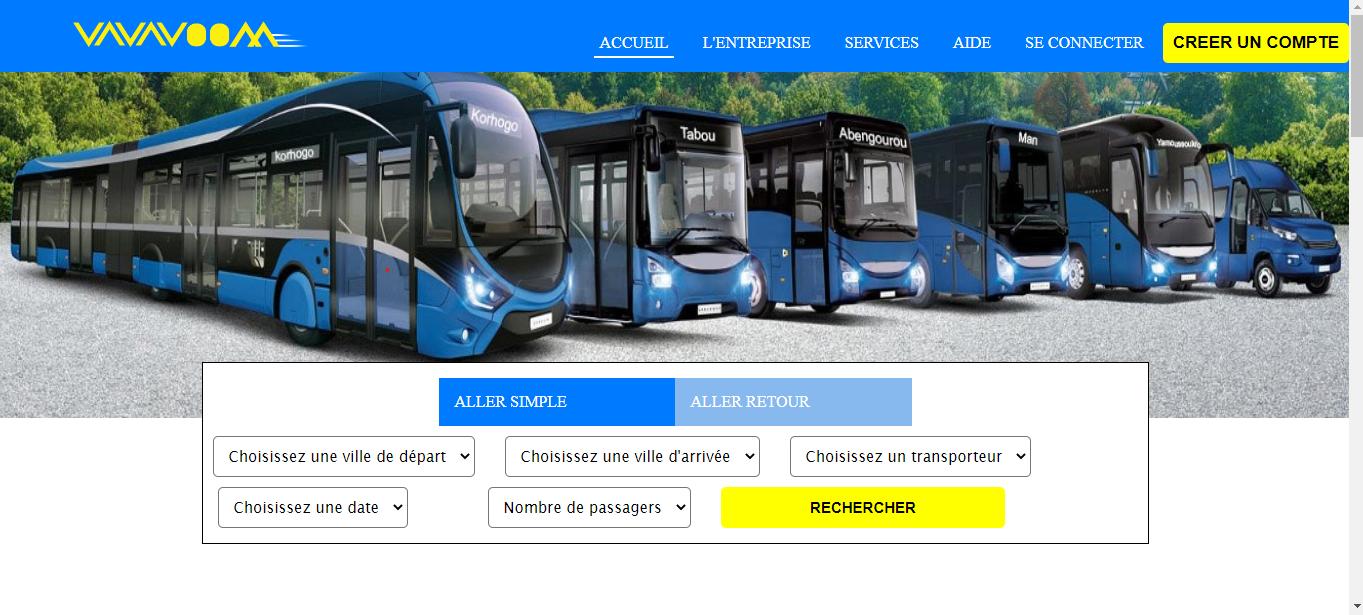 VAVAVOOM
ACCUEIL L'ENTREPRISE SERVICES AIDE SE CONNECTER CREER UN COMPTE
Korhogo
korhogo
Tabou
Abengourou
Man
Yamoussoukro
ALLER SIMPLE ALLER RETOUR
Choisissez une ville de départ Choisissez une ville d'arrivée Choisissez un transporteur
Choisissez une date Nombre de passagers RECHERCHER